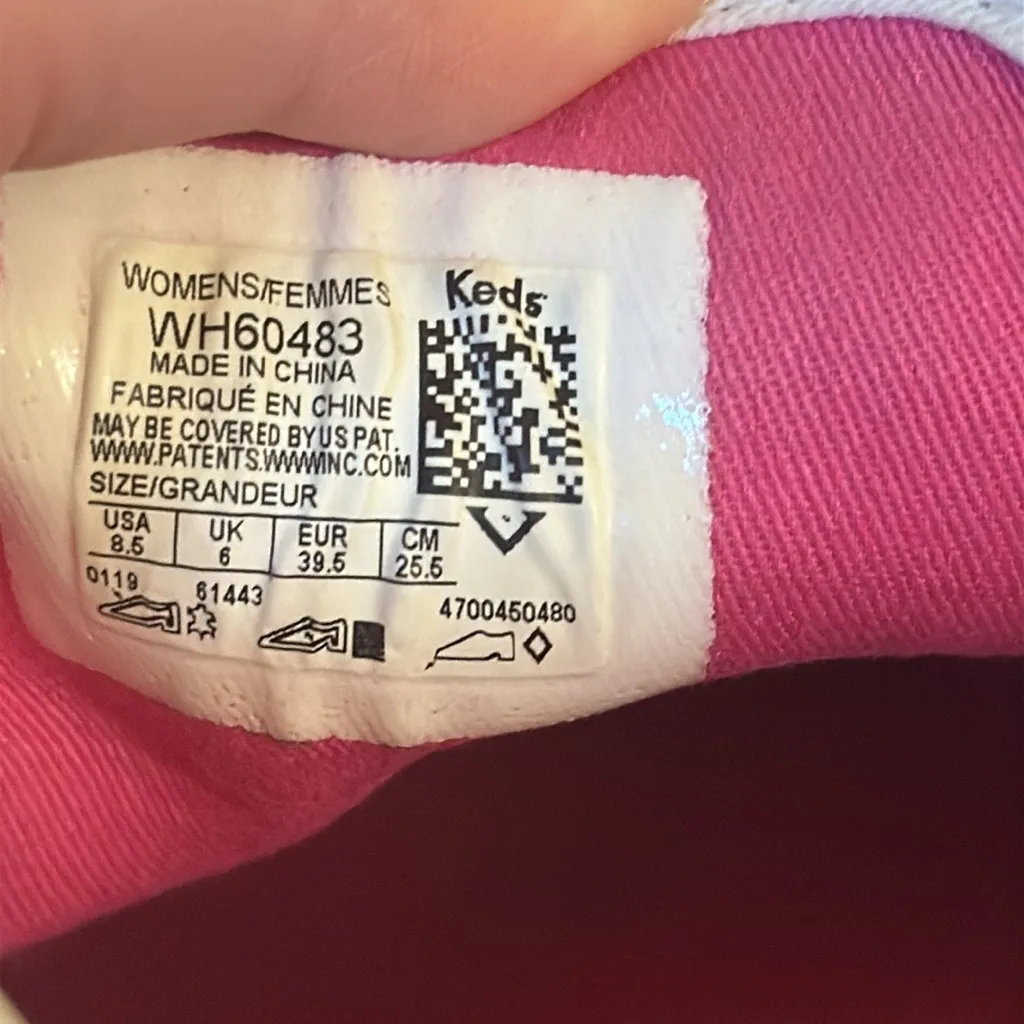 WOMENS/FEMMES
Keds
WH60483
MADE IN CHINA
FABRIQUÉ EN CHINE
MAY BE COVERED BY US PAT.
WWW.PATENTS.WWWINC.COM
SIZE/GRANDEUR
USA UK EUR CM
8.5 6 39.5 25.5
0119 61443 4700450480